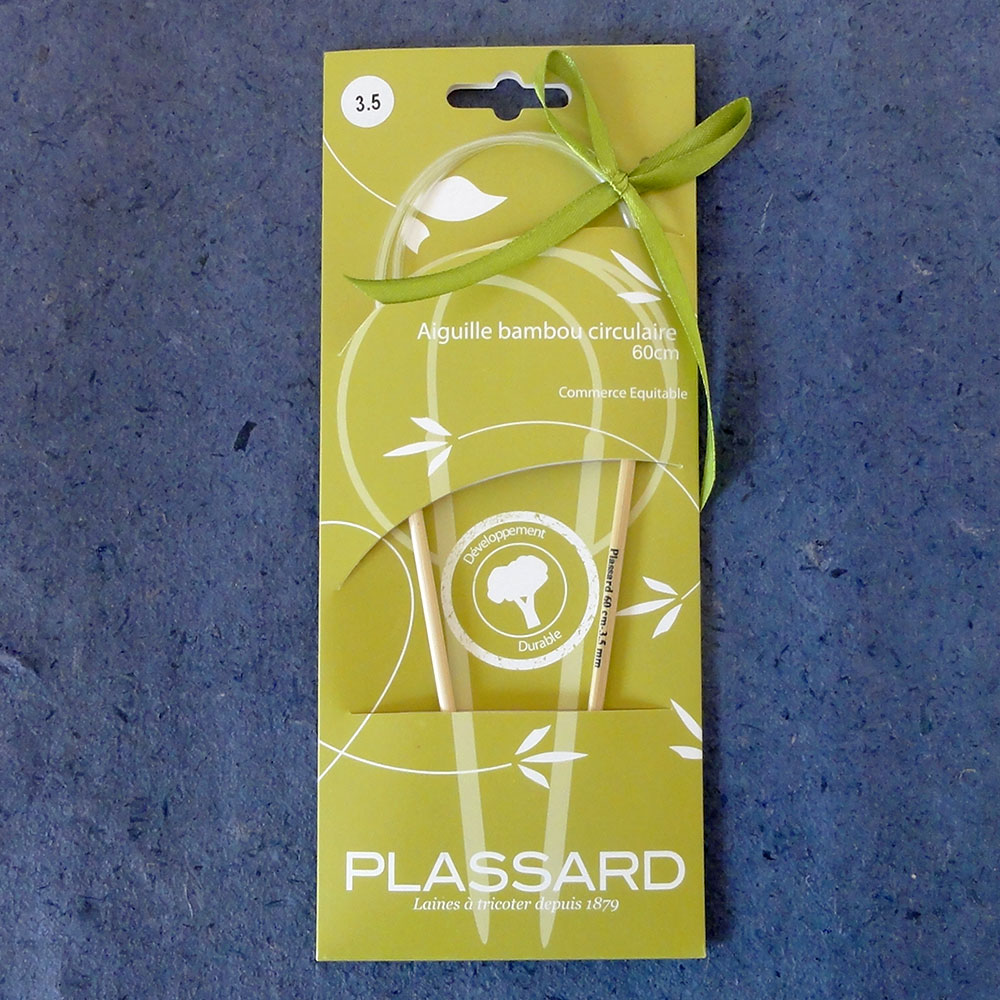 3.5
Aiguille bambou circulaire
60cm
Commerce Equitable
Développement
Durable
Plassard 60 cm-3.5 mm
PLASSARD
Laines à tricoter depuis 1879